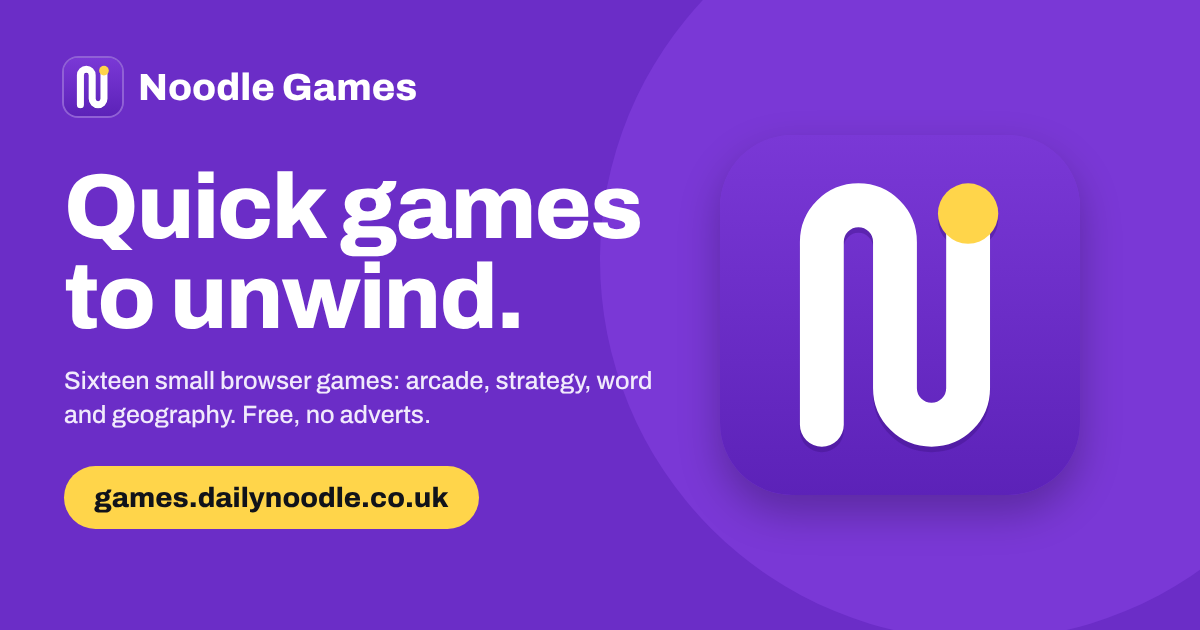 Noodle Games
Quick games
to unwind.
Sixteen small browser games: arcade, strategy, word
and geography. Free, no adverts.
games.dailynoodle.co.uk